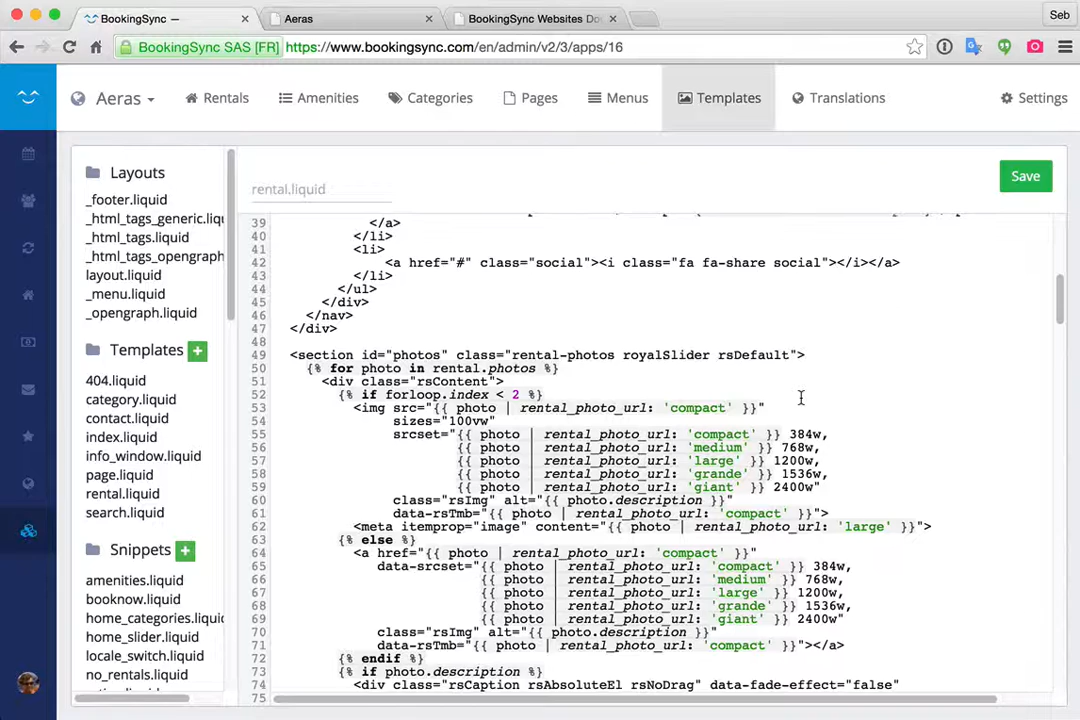 BookingSync —
Aeras
BookingSync Websites Do
Seb
BookingSync SAS [FR] https://www.bookingsync.com/en/admin/v2/3/apps/16
Aeras Rentals Amenities Categories Pages Menus Templates Translations Settings
Layouts
_footer.liquid
_html_tags_generic.liqu
_html_tags.liquid
_html_tags_opengraph
layout.liquid
_menu.liquid
_opengraph.liquid
Templates +
404.liquid
category.liquid
contact.liquid
index.liquid
info_window.liquid
page.liquid
rental.liquid
search.liquid
Snippets +
amenities.liquid
booknow.liquid
home_categories.liquid
home_slider.liquid
locale_switch.liquid
no_rentals.liquid
rental.liquid
Save
39 </a>
40 </li>
41 <li>
42 <a href="#" class="social"><i class="fa fa-share social"></i></a>
43 </li>
44 </ul>
45 </div>
46 </nav>
47 </div>
48
49 <section id="photos" class="rental-photos royalSlider rsDefault">
50 {% for photo in rental.photos %}
51 <div class="rsContent">
52 {% if forloop.index < 2 %}
53 <img src="{{ photo | rental_photo_url: 'compact' }}"
54 sizes="100vw"
55 srcset="{{ photo | rental_photo_url: 'compact' }} 384w,
56 {{ photo | rental_photo_url: 'medium' }} 768w,
57 {{ photo | rental_photo_url: 'large' }} 1200w,
58 {{ photo | rental_photo_url: 'grande' }} 1536w,
59 {{ photo | rental_photo_url: 'giant' }} 2400w"
60 class="rsImg" alt="{{ photo.description }}"
61 data-rsTmb="{{ photo | rental_photo_url: 'compact' }}">
62 <meta itemprop="image" content="{{ photo | rental_photo_url: 'large' }}">
63 {% else %}
64 <a href="{{ photo | rental_photo_url: 'compact' }}"
65 data-srcset="{{ photo | rental_photo_url: 'compact' }} 384w,
66 {{ photo | rental_photo_url: 'medium' }} 768w,
67 {{ photo | rental_photo_url: 'large' }} 1200w,
68 {{ photo | rental_photo_url: 'grande' }} 1536w,
69 {{ photo | rental_photo_url: 'giant' }} 2400w"
70 class="rsImg" alt="{{ photo.description }}"
71 data-rsTmb="{{ photo | rental_photo_url: 'compact' }}"></a>
72 {% endif %}
73 {% if photo.description %}
74 <div class="rsCaption rsAbsoluteEl rsNoDrag" data-fade-effect="false"
75